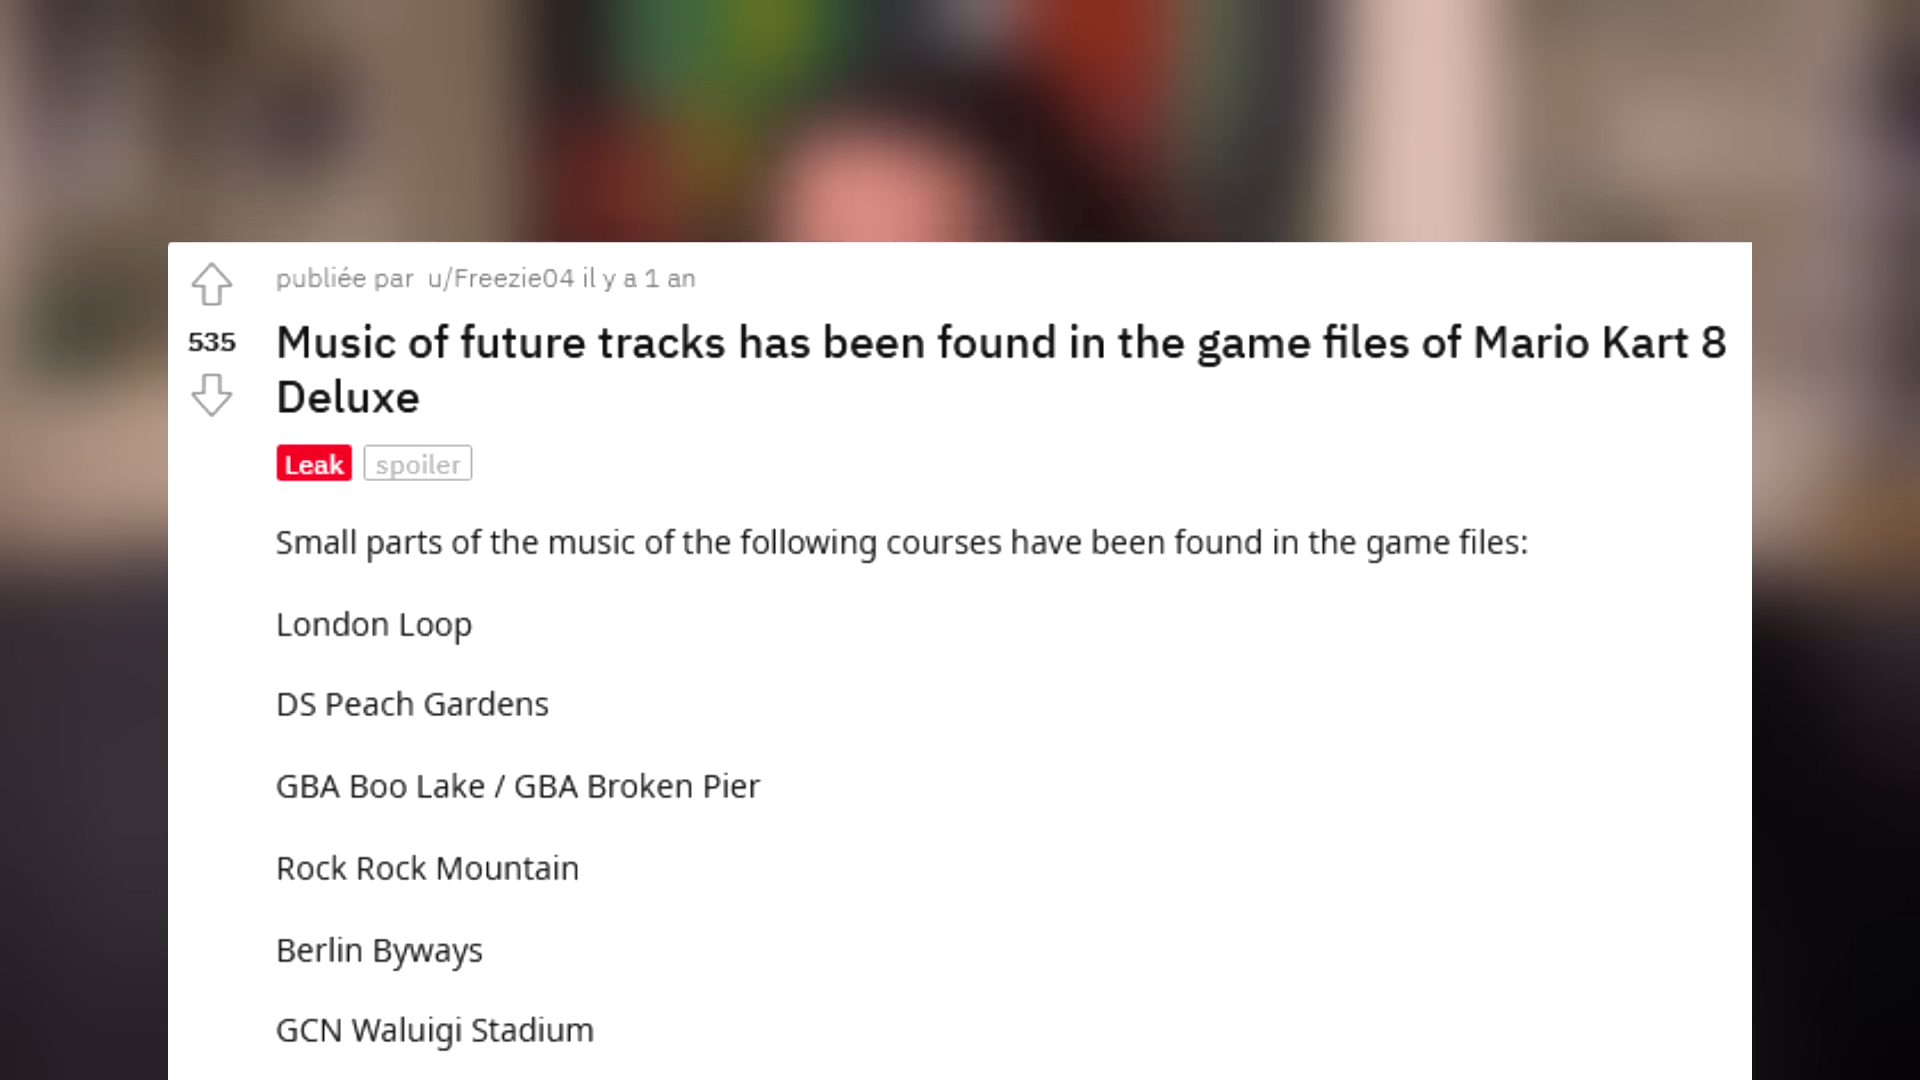 publiée par u/Freezie04 il y a 1 an
535
Music of future tracks has been found in the game files of Mario Kart 8
Deluxe
Leak spoiler
Small parts of the music of the following courses have been found in the game files:
London Loop
DS Peach Gardens
GBA Boo Lake / GBA Broken Pier
Rock Rock Mountain
Berlin Byways
GCN Waluigi Stadium